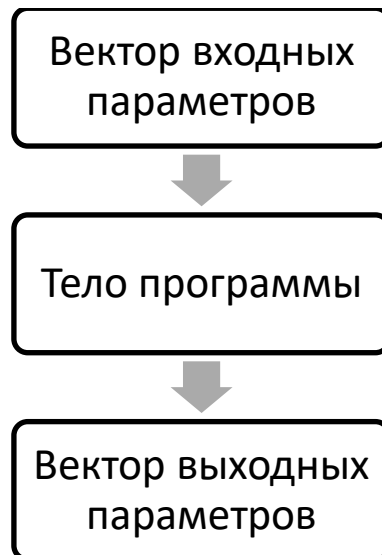 Вектор входных
параметров
Тело программы
Вектор выходных
параметров